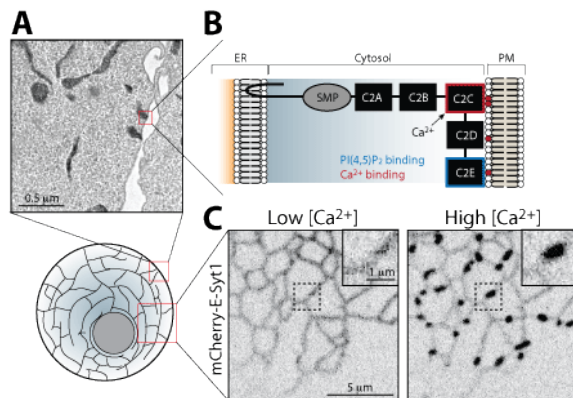 A
B
ER
Cytosol
PM
SMP
C2A
C2B
C2C
Ca²⁺
C2D
PI(4,5)P₂ binding
Ca²⁺ binding
C2E
0.5 μm
C
Low [Ca²⁺]
High [Ca²⁺]
mCherry-E-Syt1
1 μm
5 μm